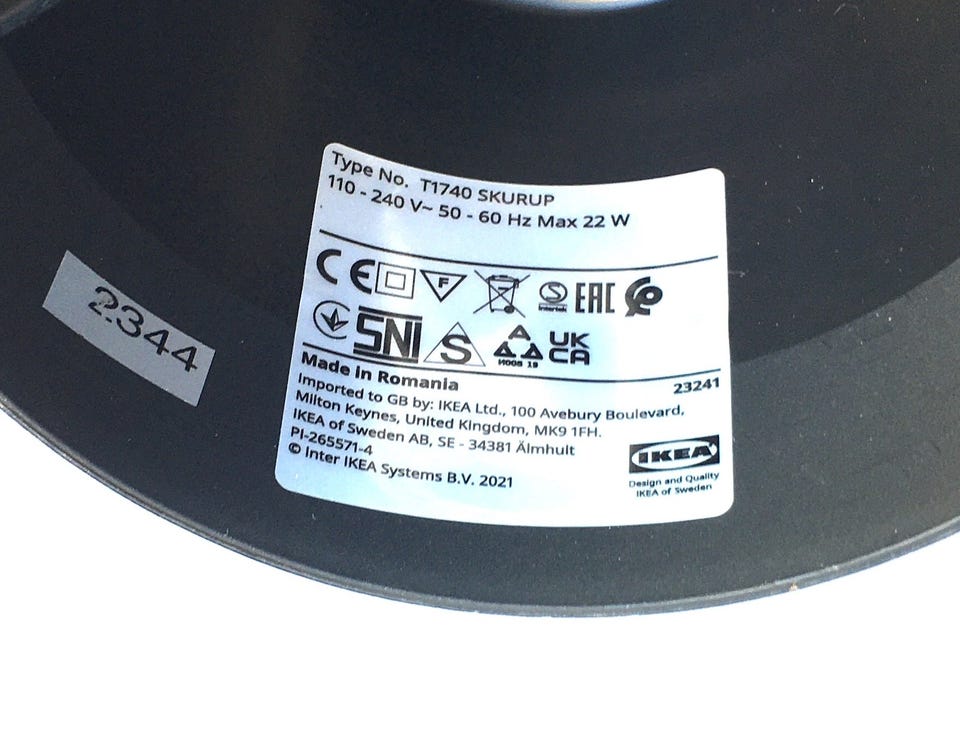 Type No. T1740 SKURUP
110 - 240 V~ 50 - 60 Hz Max 22 W
CE F S Intertek EAC
SNI S UK CA
Made in Romania 23241
Imported to GB by: IKEA Ltd., 100 Avebury Boulevard,
Milton Keynes, United Kingdom, MK9 1FH.
IKEA of Sweden AB, SE - 34381 Älmhult
PI-265571-4
© Inter IKEA Systems B.V. 2021
IKEA
Design and Quality
IKEA of Sweden
2344